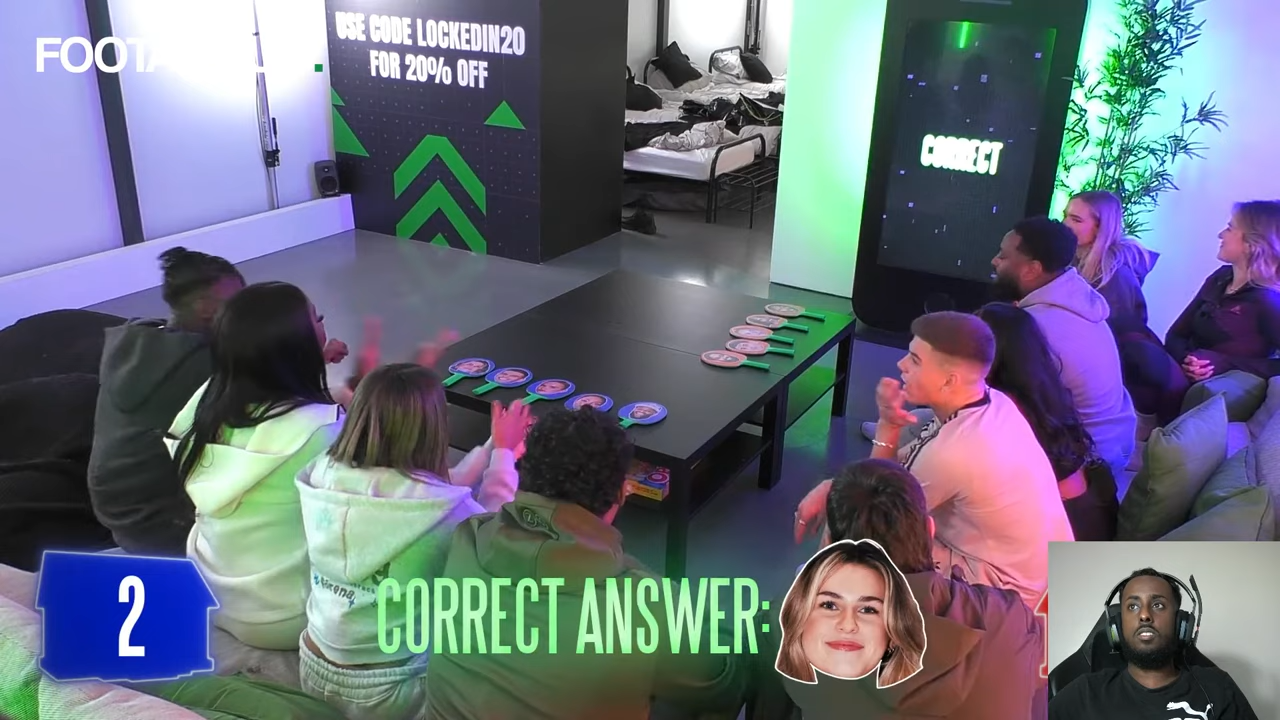 USE CODE LOCKEDIN20
FOR 20% OFF
CORRECT
2
CORRECT ANSWER: